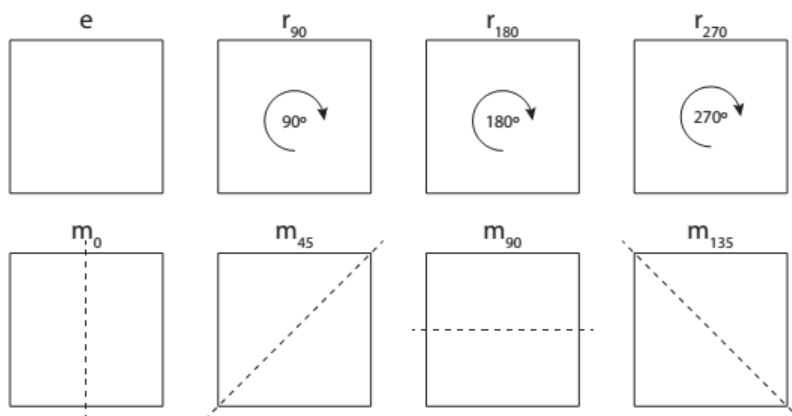 e r₉₀ r₁₈₀ r₂₇₀
90º 180º 270º
m₀ m₄₅ m₉₀ m₁₃₅